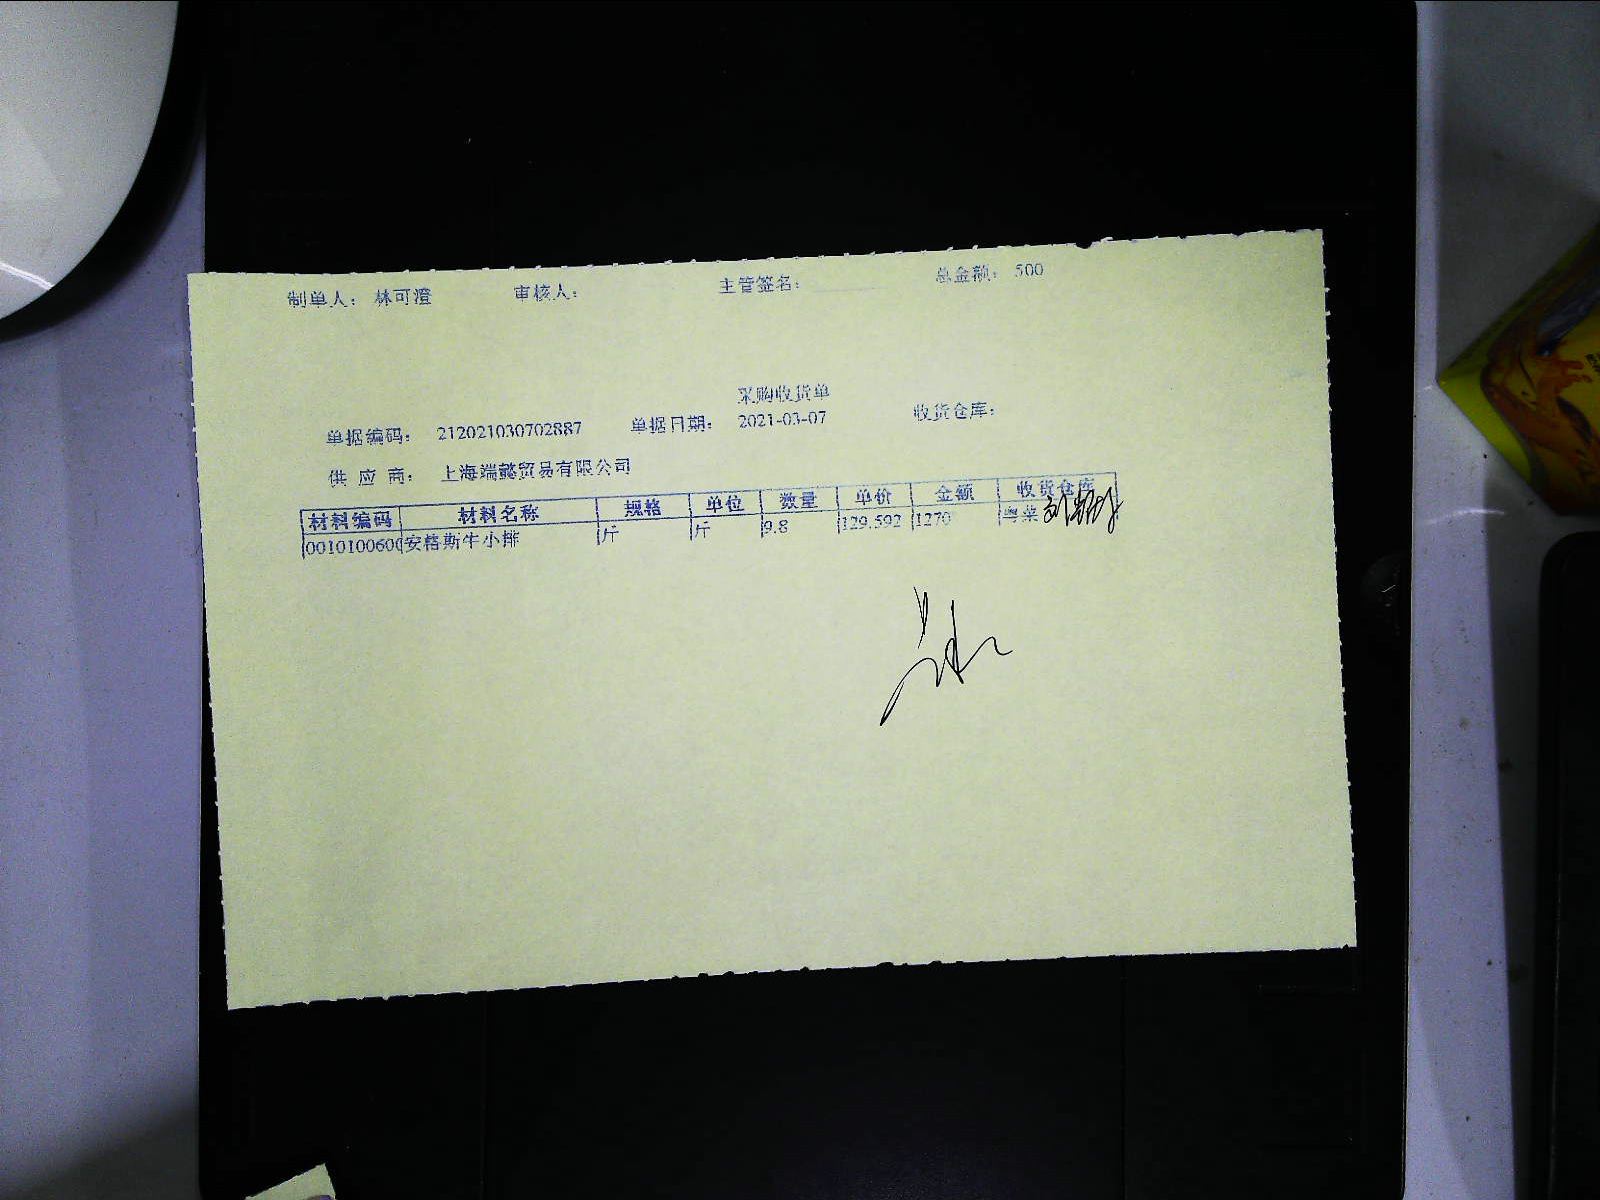 制单人： 林可澄 审核人： 主管签名： 总金额： 500
采购收货单
单据编码： 212021030702887 单据日期： 2021-03-07 收货仓库：
供 应 商： 上海端懿贸易有限公司
材料编码 材料名称 规格 单位 数量 单价 金额 收货仓库
0010100600 安格斯牛小排 斤 斤 9.8 129.592 1270 粤菜